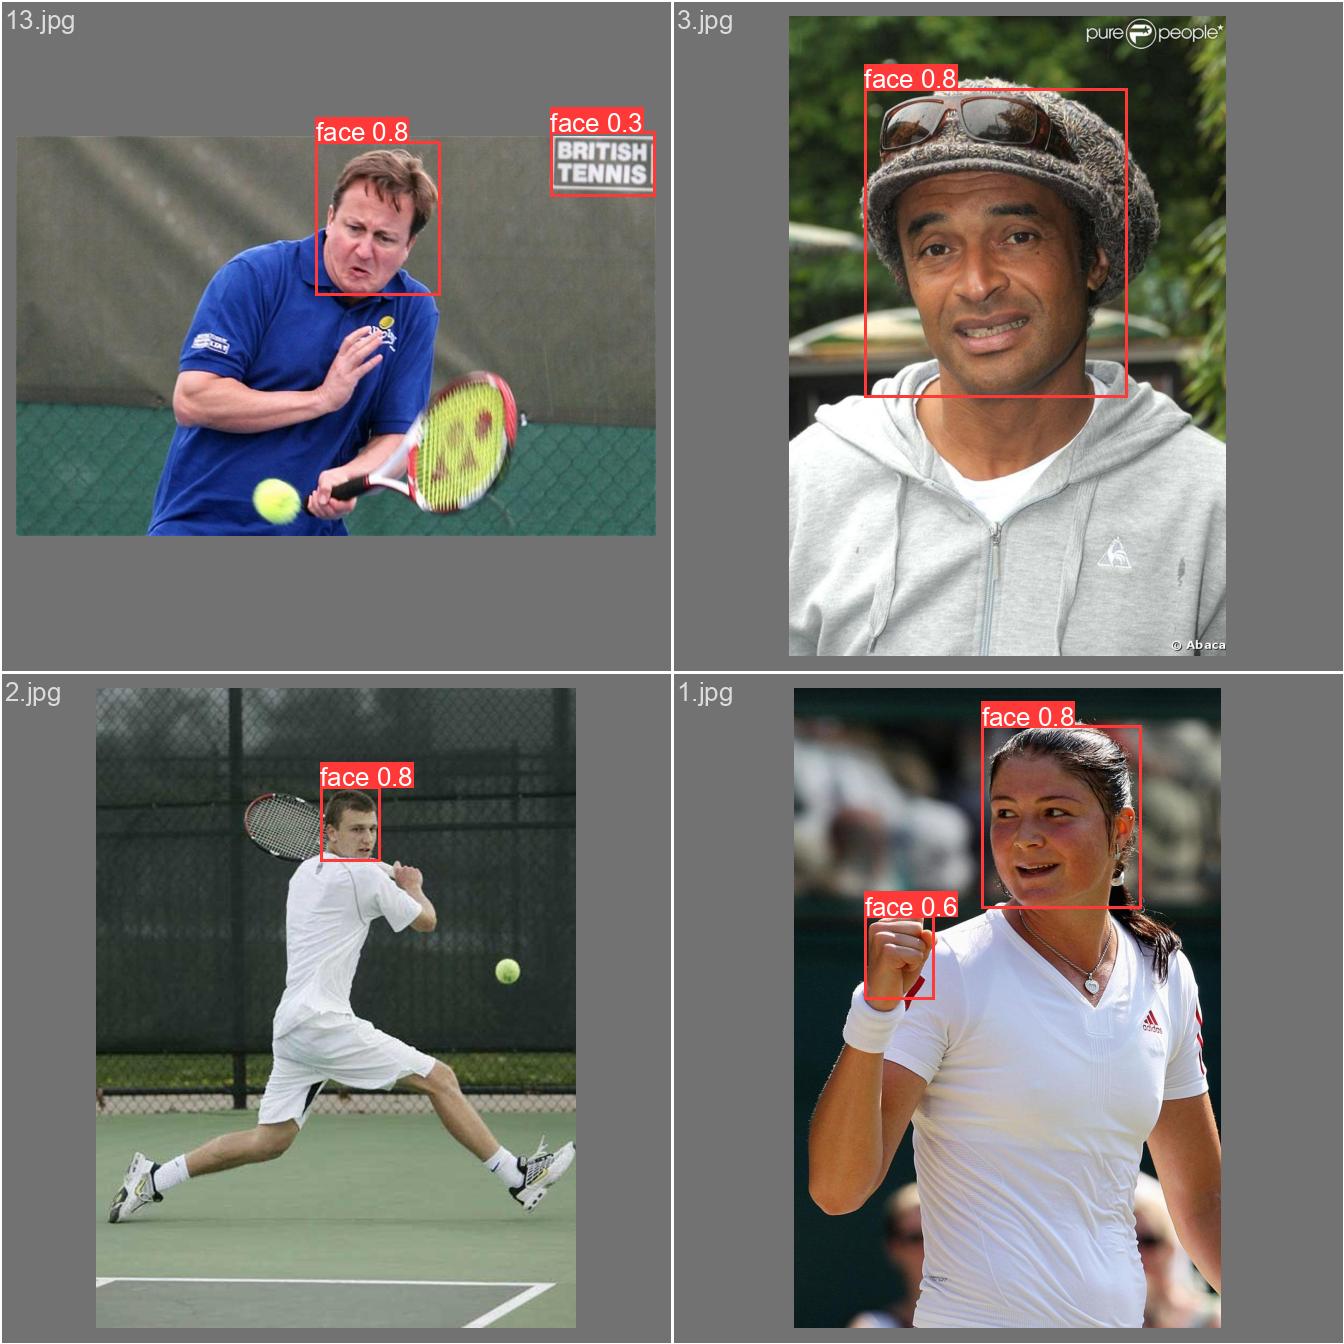 13.jpg
face 0.8
face 0.3
BRITISH
TENNIS
3.jpg
pure P people*
face 0.8
© Abaca
2.jpg
face 0.8
1.jpg
face 0.8
face 0.6
adidas